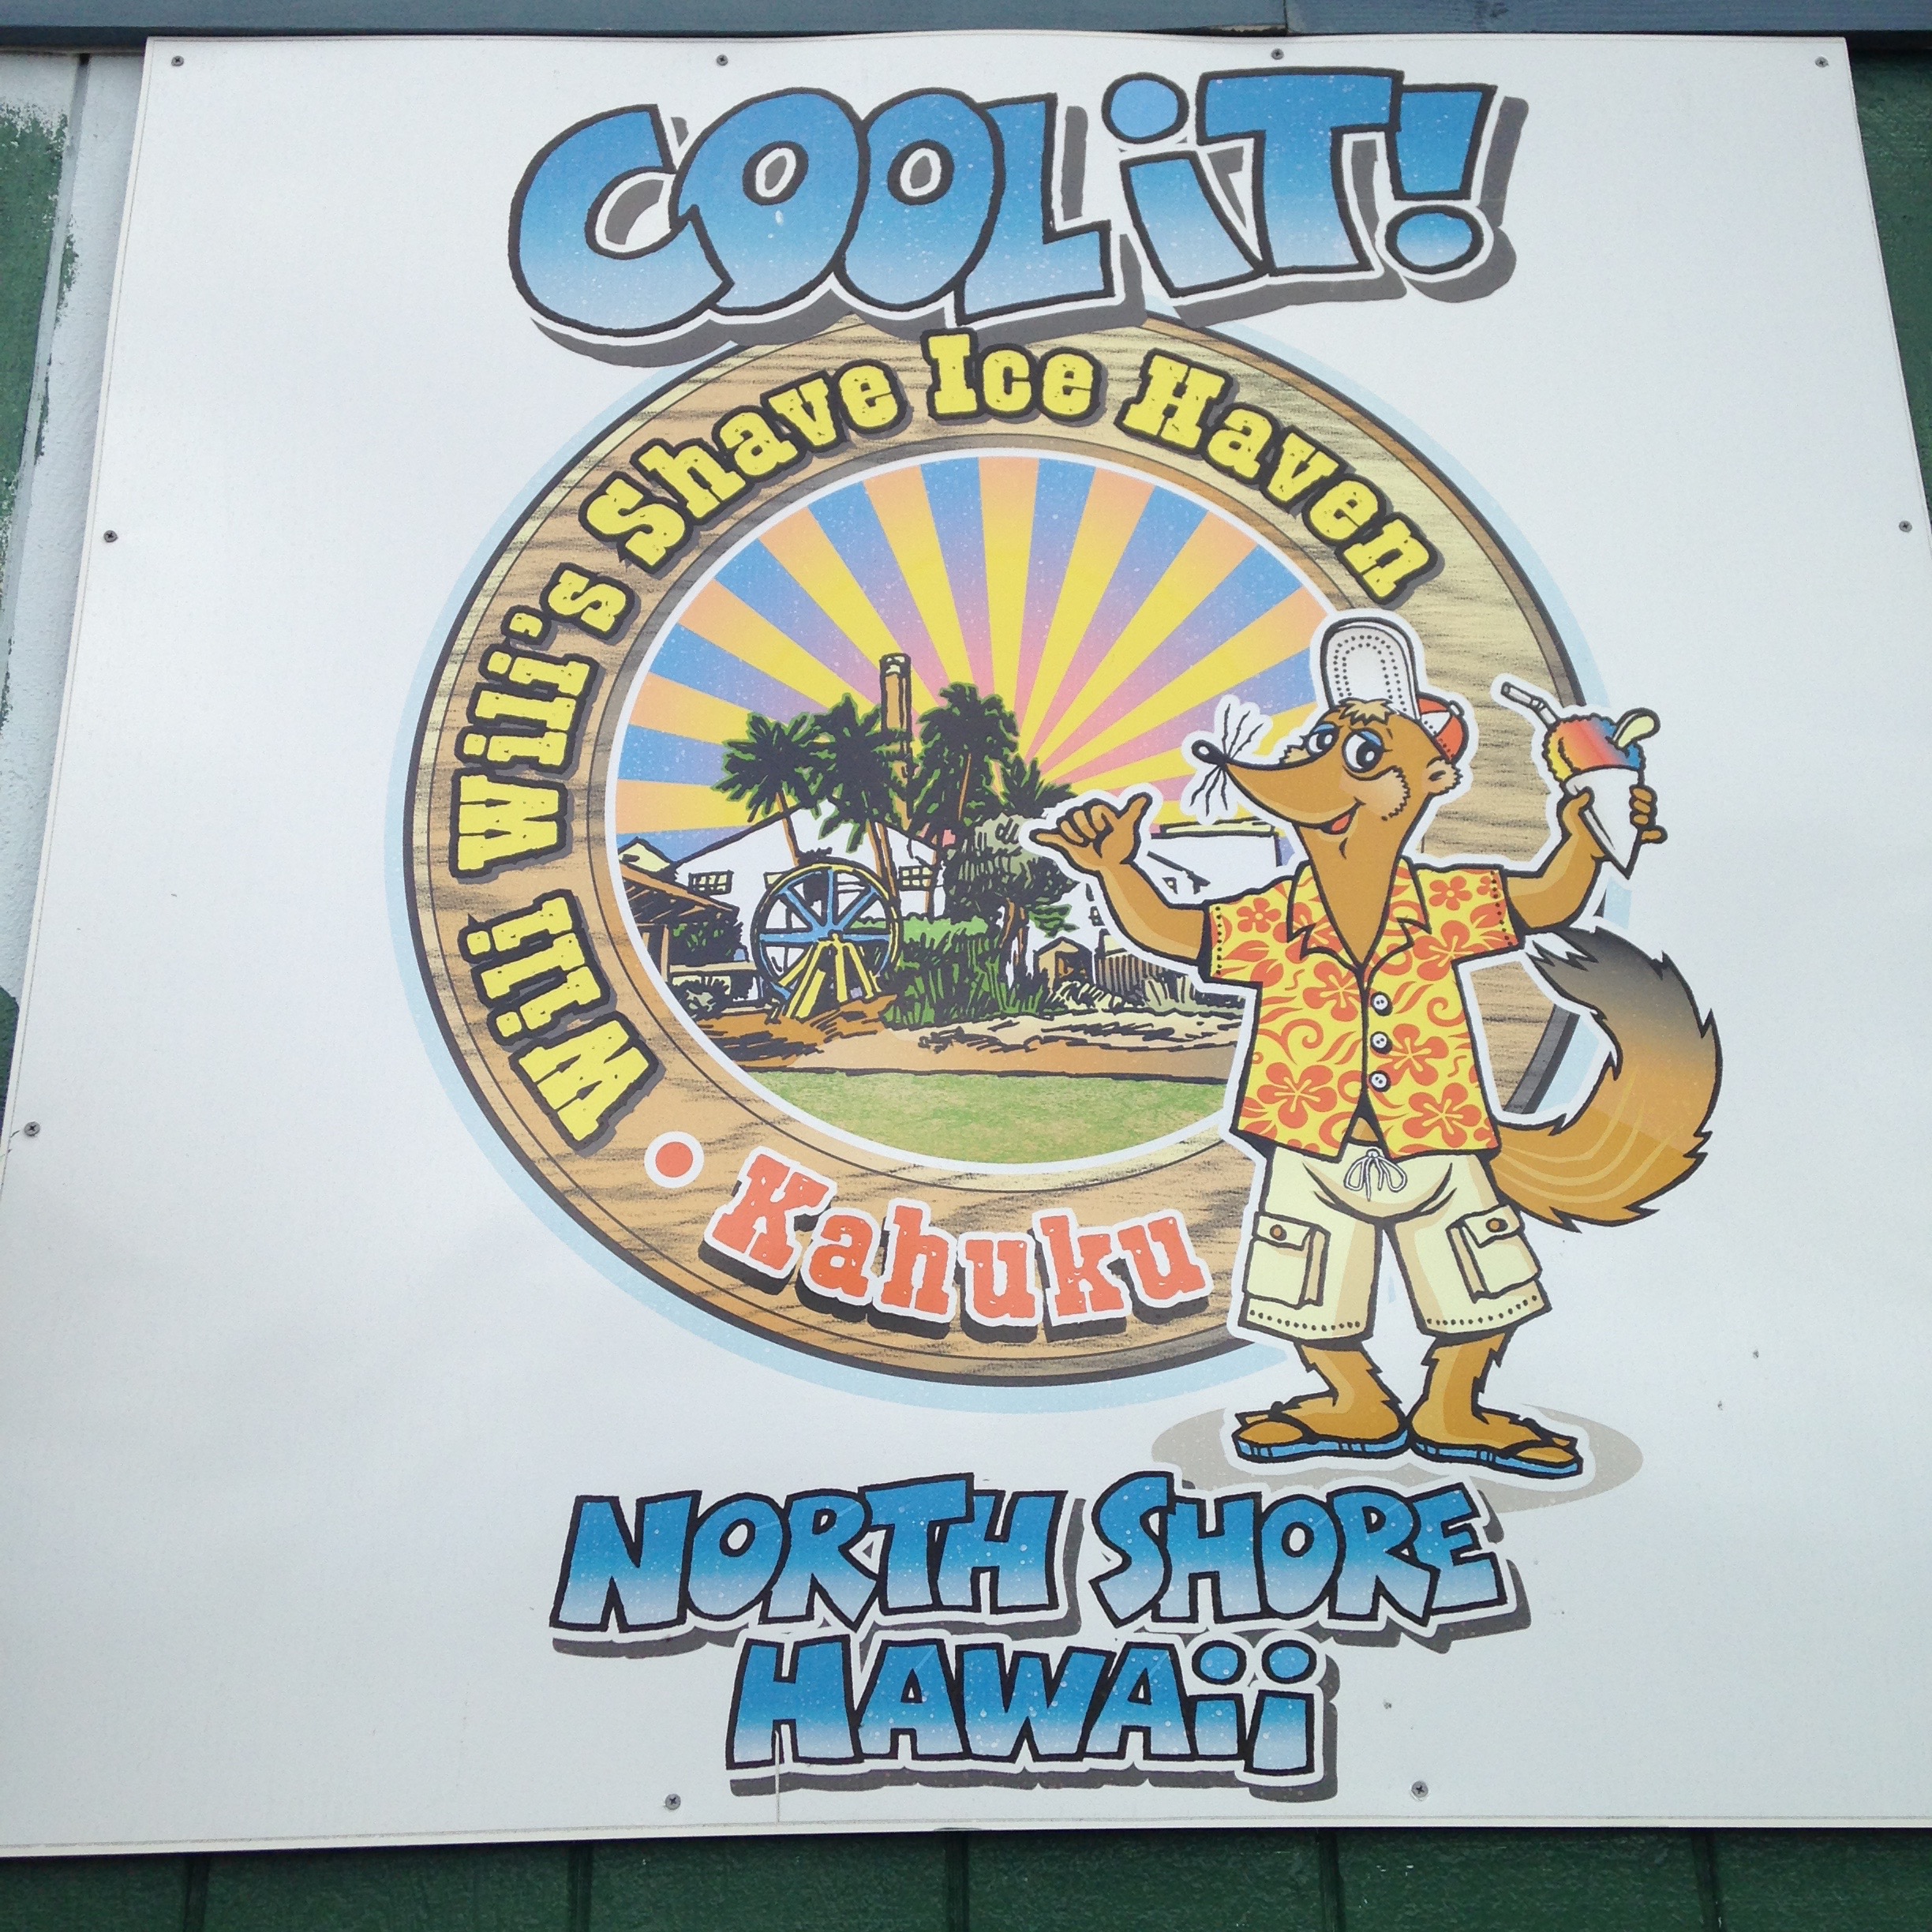 COOL iT!
Wili Wili's Shave Ice Haven
• Kahuku
NORTH SHORE
HAWAii